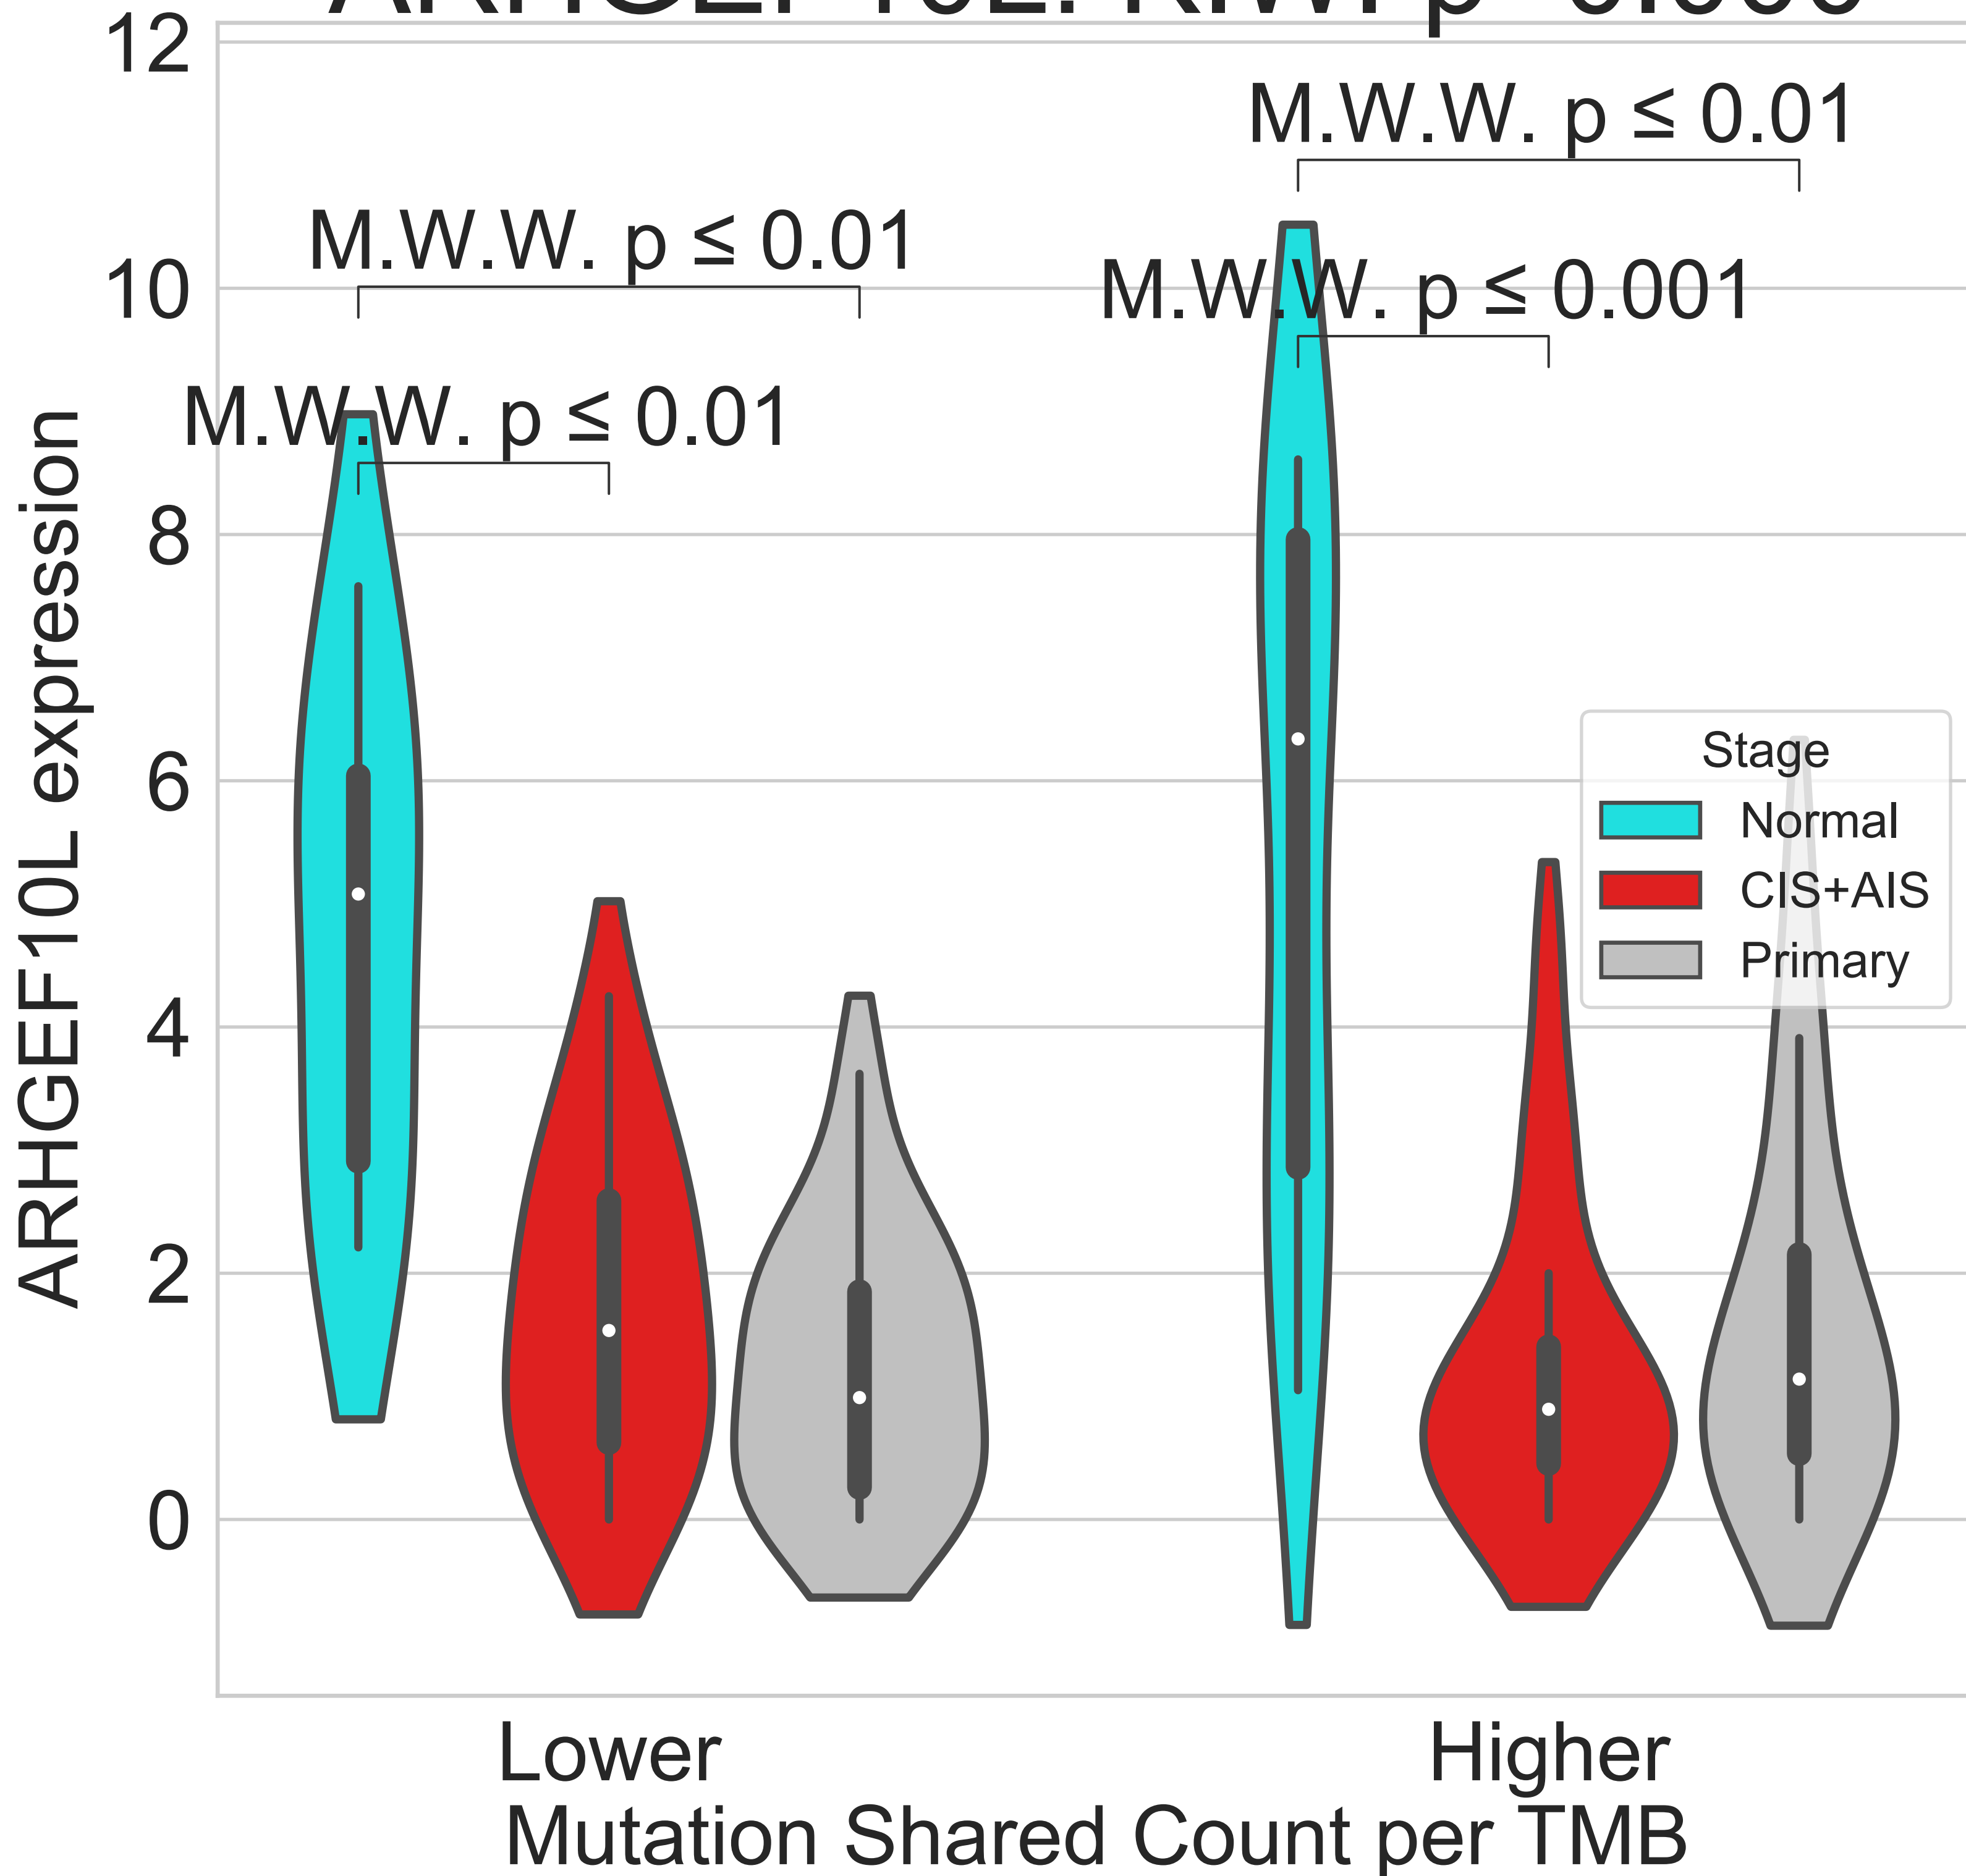 12
M.W.W. p ≤ 0.01
M.W.W. p ≤ 0.01
10
M.W.W. p ≤ 0.001
M.W.W. p ≤ 0.01
8
6
4
2
0
ARHGEF10L expression
Stage
Normal
CIS+AIS
Primary
Lower
Higher
Mutation Shared Count per TMB